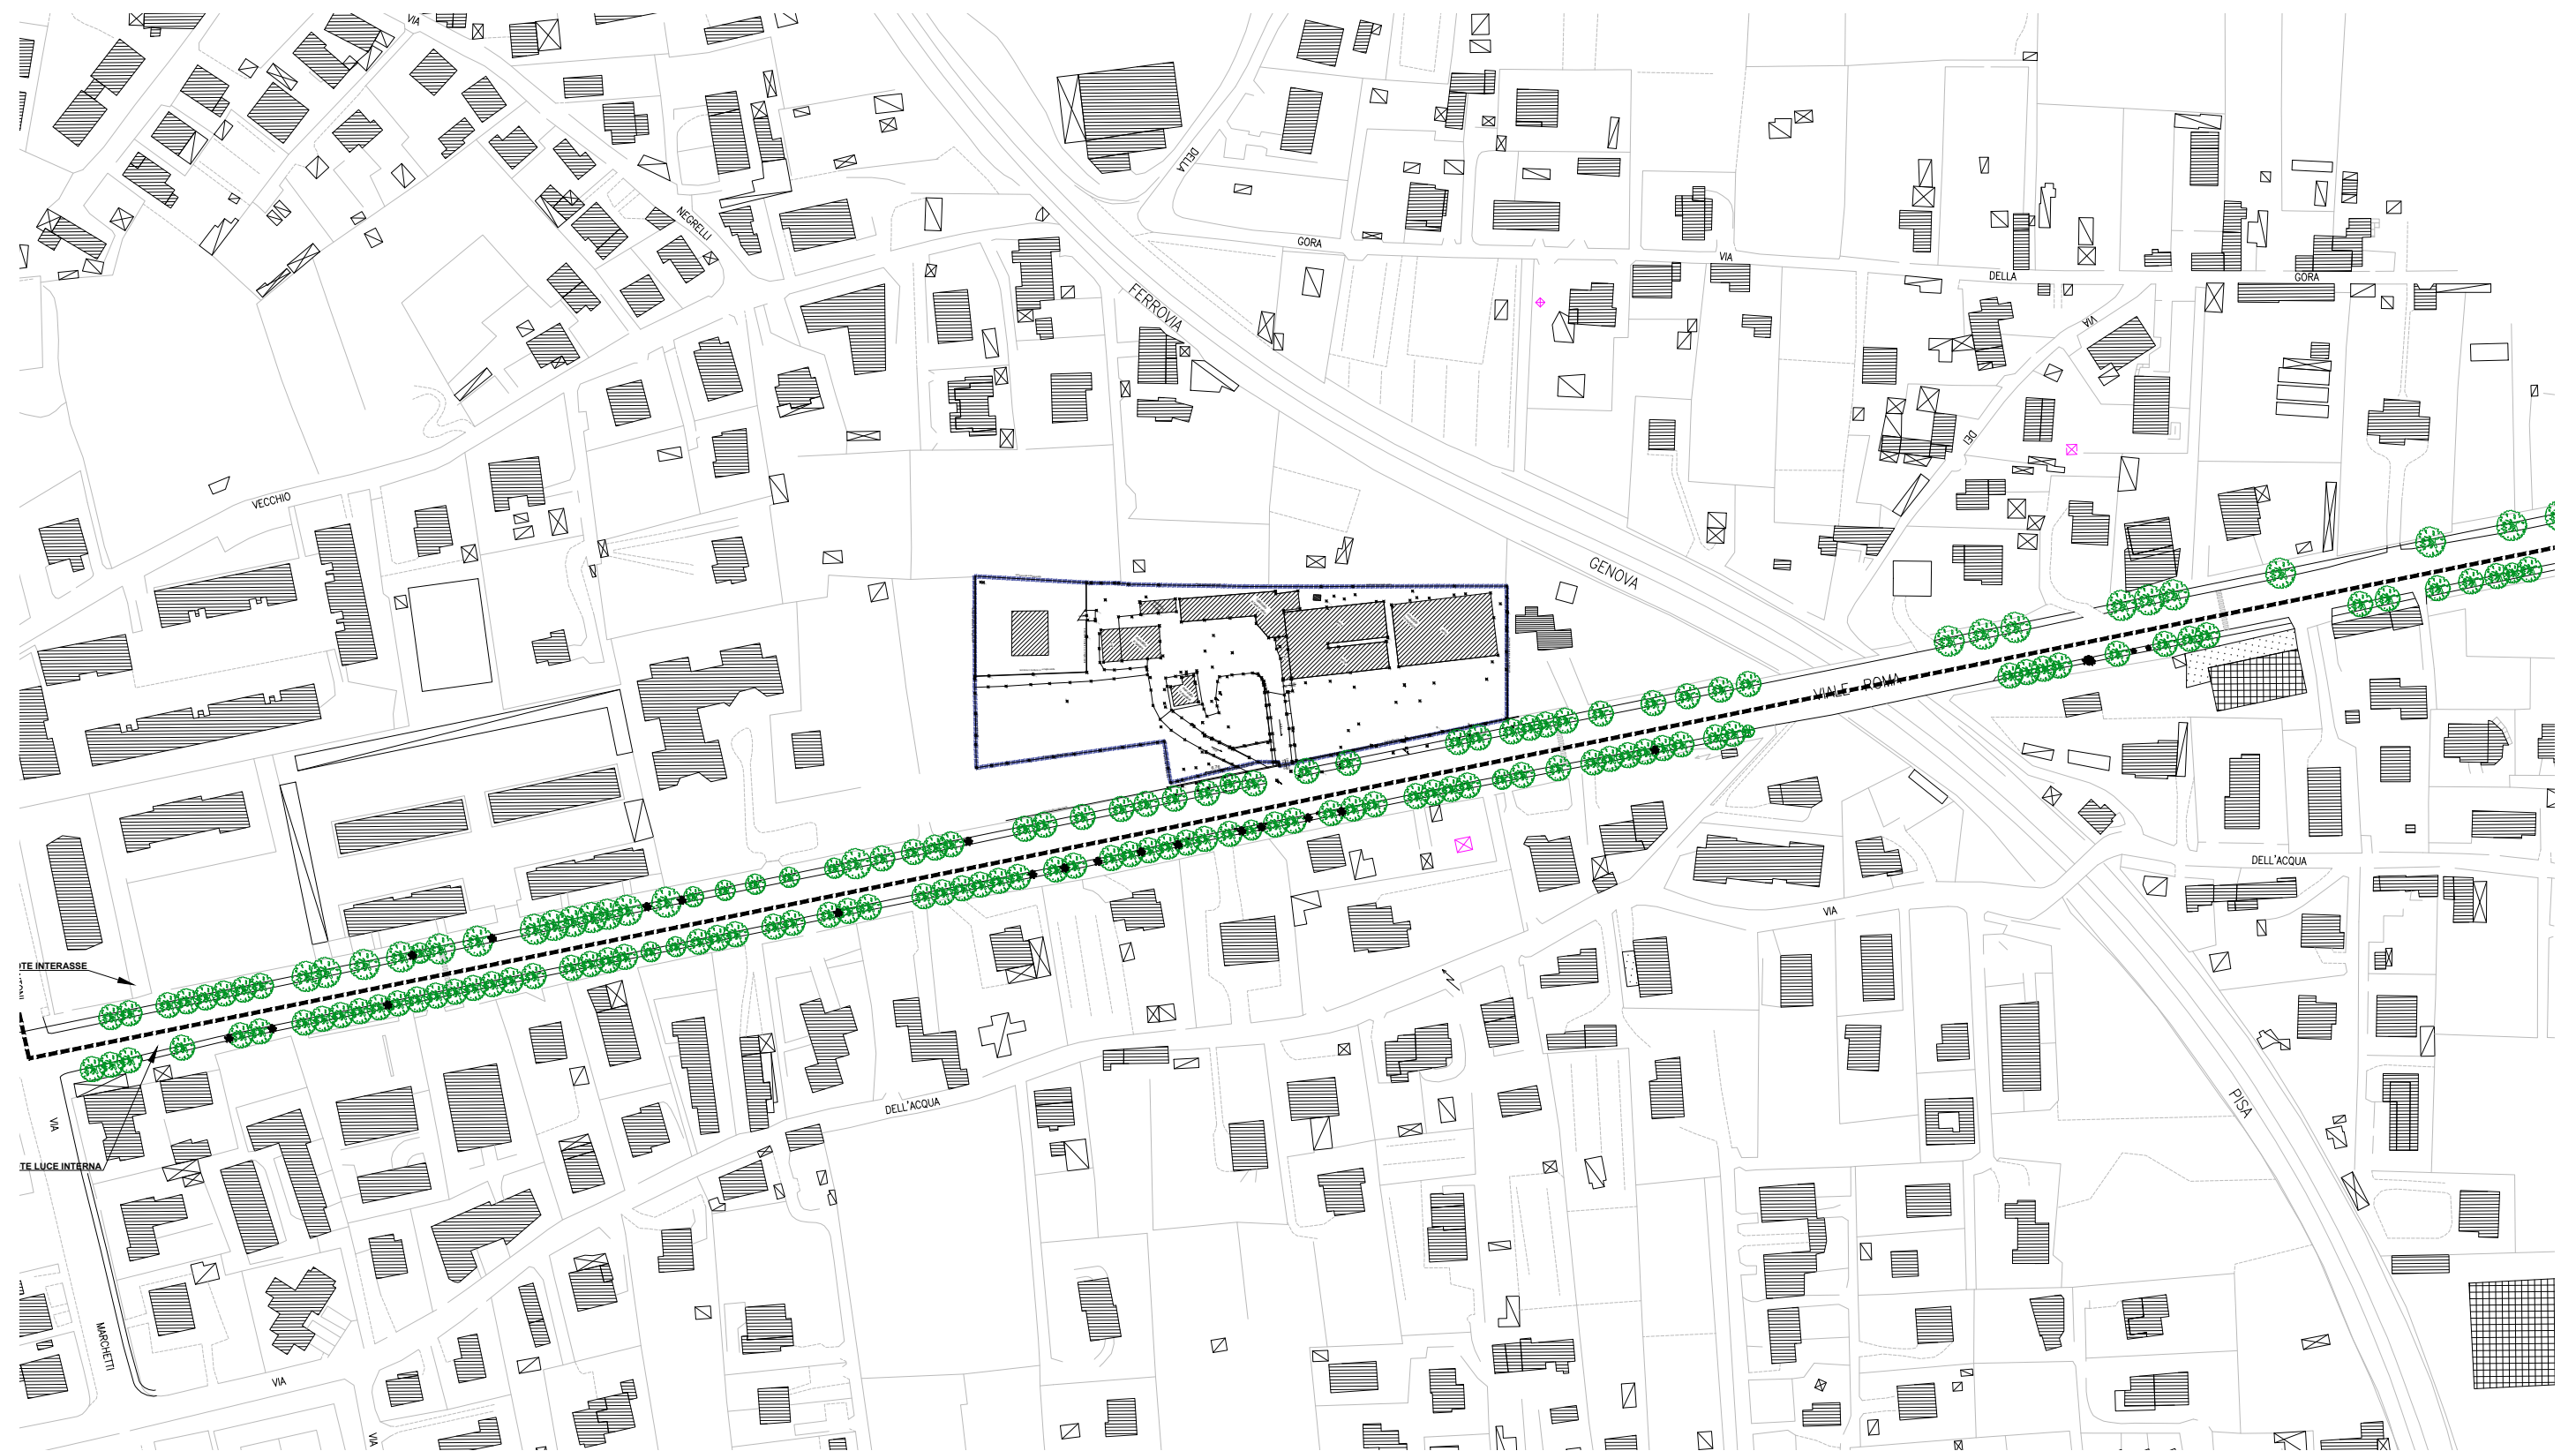 VIA
DELLA
NEGRELLI
GORA
VIA
DELLA
GORA
FERROVIA
VIA
DEI
VECCHIO
GENOVA
VIALE ROMA
DELL'ACQUA
VIA
OTE INTERASSE
DELL'ACQUA
PISA
VIA
TE LUCE INTERNA
MARCHETTI
VIA
VIA